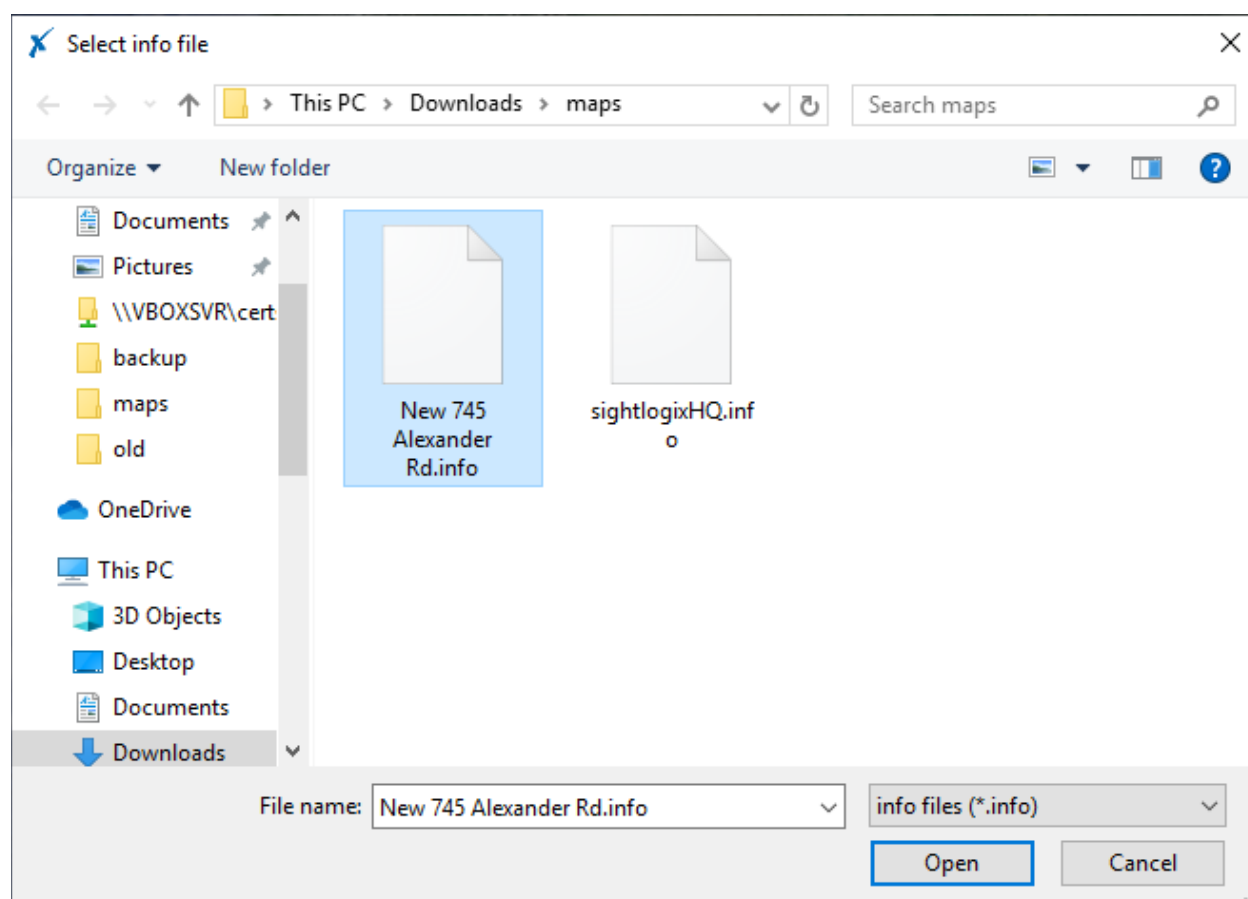 Select info file
This PC > Downloads > maps
Search maps
Organize
New folder
?
Documents
Pictures
\\VBOXSVR\cert
backup
maps
old
OneDrive
This PC
3D Objects
Desktop
Documents
Downloads
New 745
Alexander
Rd.info
sightlogixHQ.inf
o
File name: New 745 Alexander Rd.info
info files (*.info)
Open
Cancel